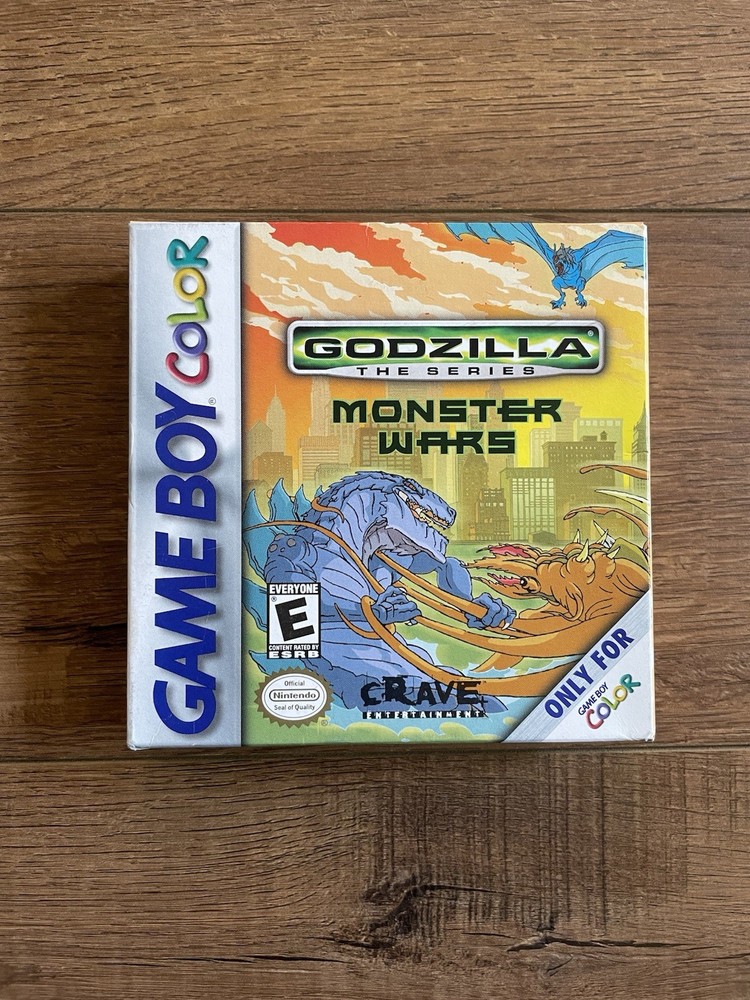 GAME BOY COLOR
GODZILLA®
THE SERIES
MONSTER
WARS
EVERYONE
E
®
CONTENT RATED BY
ESRB
Official
Nintendo
Seal of Quality
®
CRAVE
ENTERTAINMENT
ONLY FOR
GAME BOY
COLOR